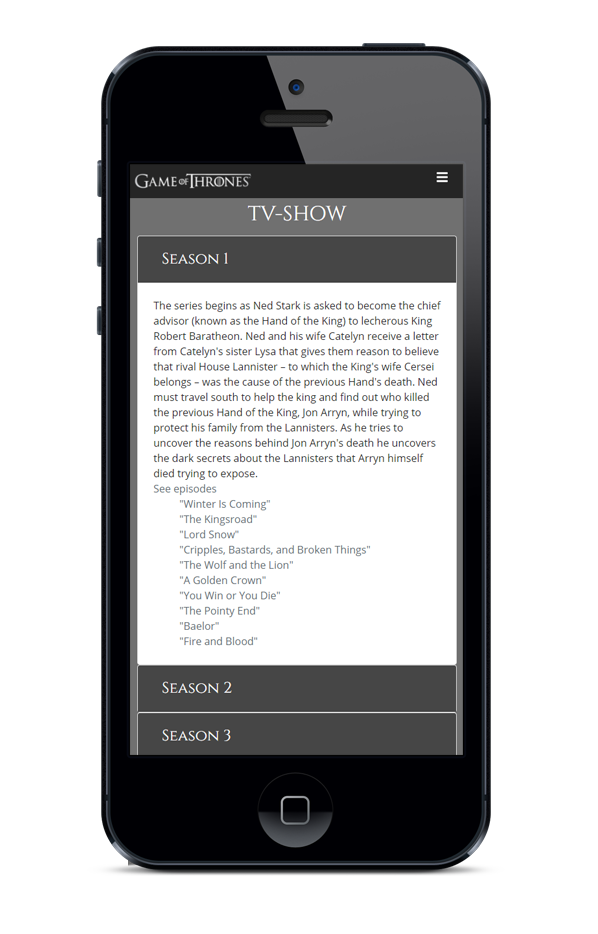 GAME OF THRONES
TV-SHOW
SEASON 1
The series begins as Ned Stark is asked to become the chief
advisor (known as the Hand of the King) to lecherous King
Robert Baratheon. Ned and his wife Catelyn receive a letter
from Catelyn's sister Lysa that gives them reason to believe
that rival House Lannister – to which the King's wife Cersei
belongs – was the cause of the previous Hand's death. Ned
must travel south to help the king and find out who killed
the previous Hand of the King, Jon Arryn, while trying to
protect his family from the Lannisters. As he tries to
uncover the reasons behind Jon Arryn's death he uncovers
the dark secrets about the Lannisters that Arryn himself
died trying to expose.
See episodes
"Winter Is Coming"
"The Kingsroad"
"Lord Snow"
"Cripples, Bastards, and Broken Things"
"The Wolf and the Lion"
"A Golden Crown"
"You Win or You Die"
"The Pointy End"
"Baelor"
"Fire and Blood"
SEASON 2
SEASON 3